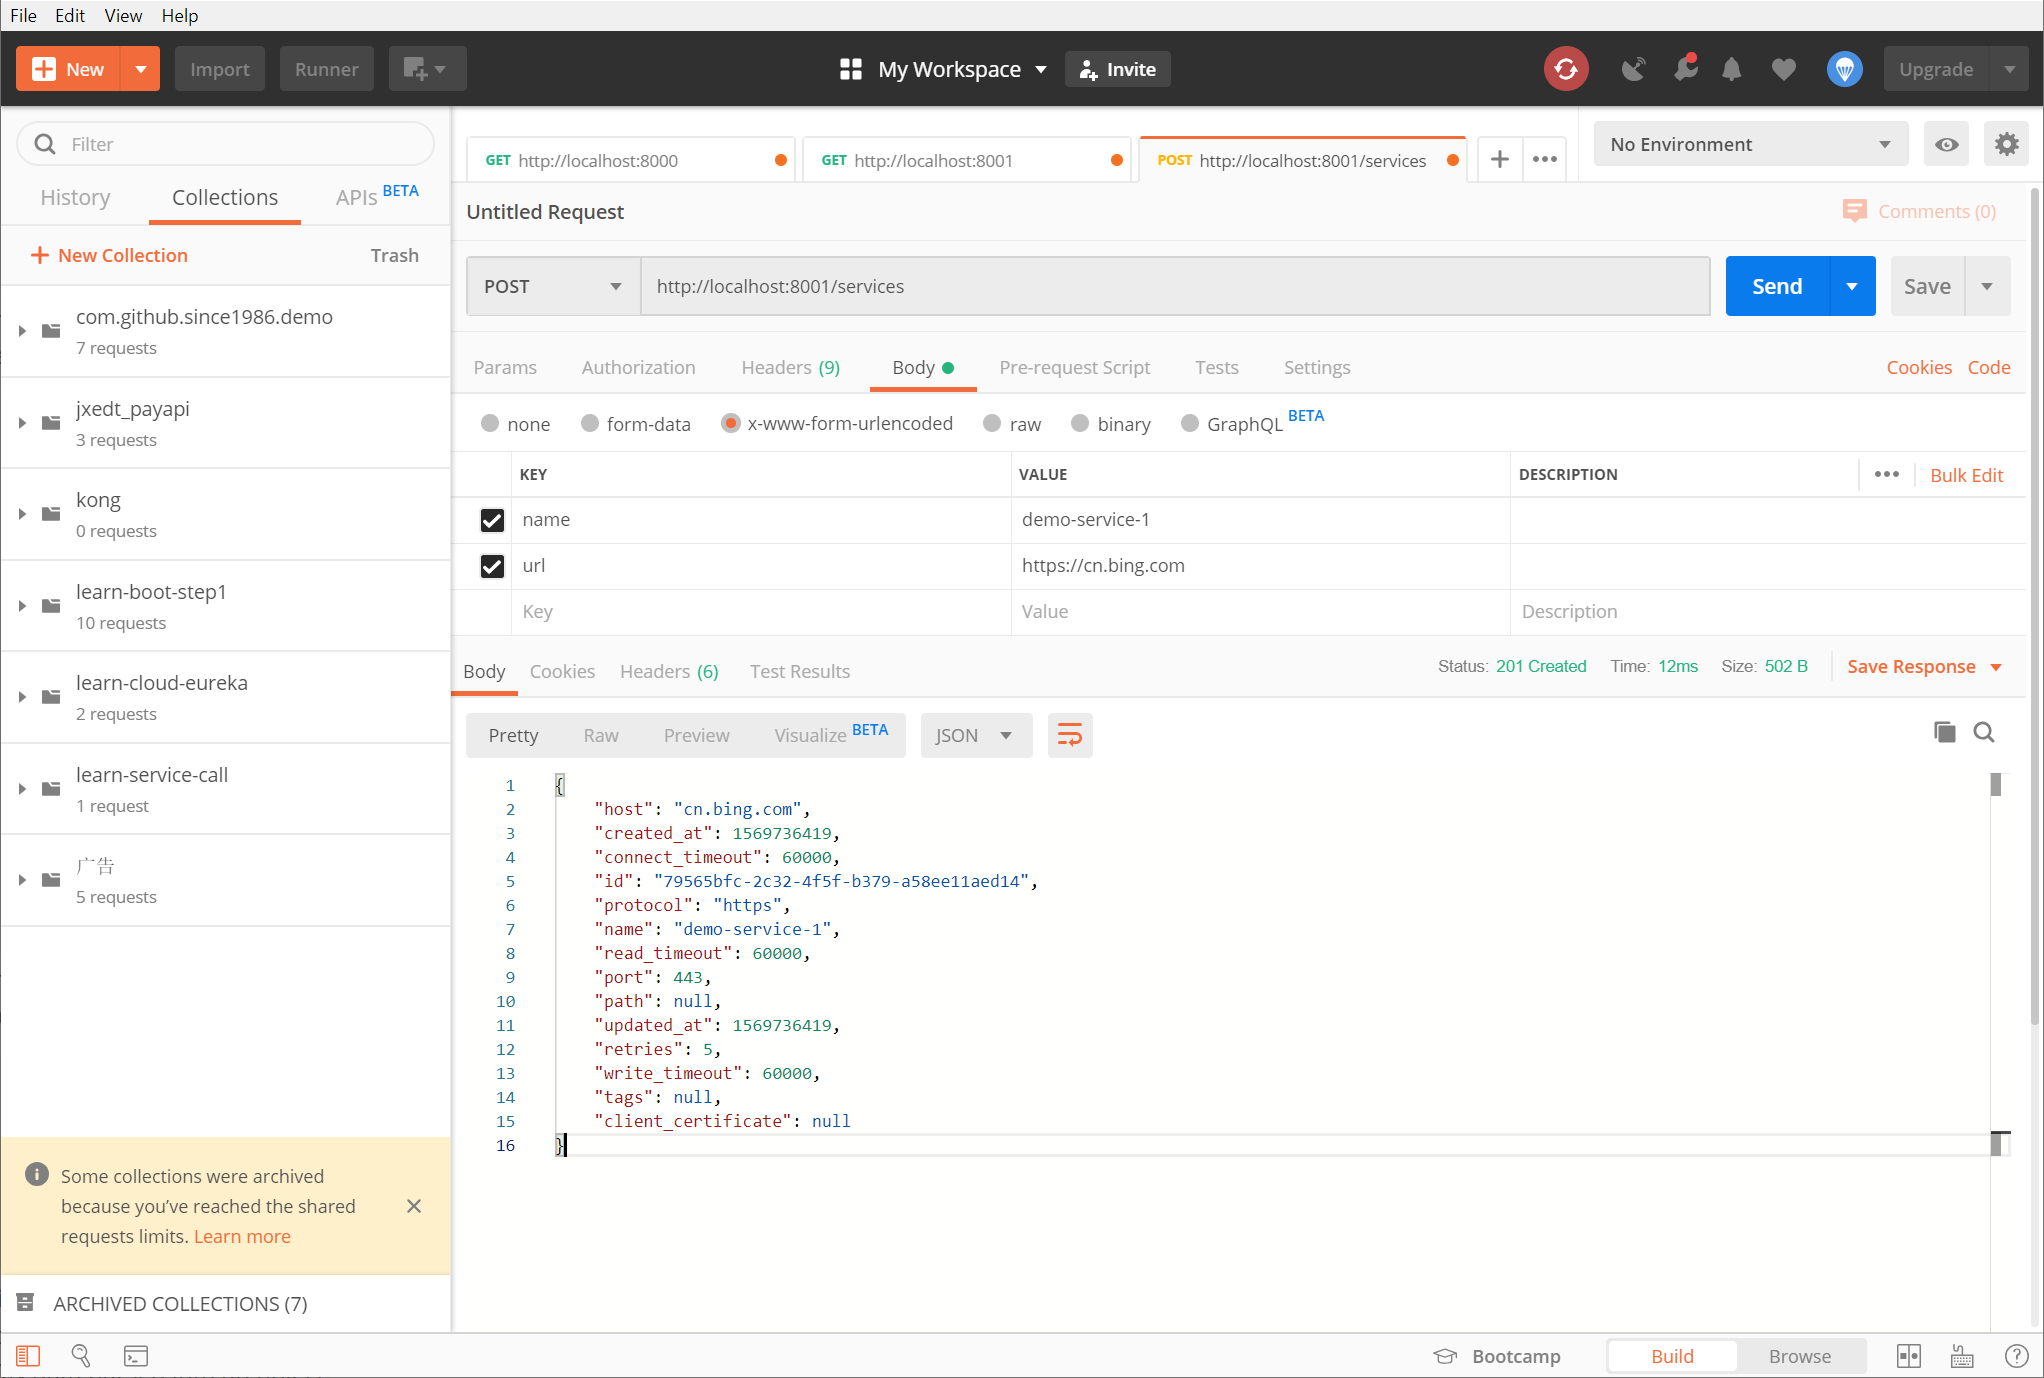 File Edit View Help
New Import Runner My Workspace Invite Upgrade
Filter
History Collections APIs BETA
New Collection Trash
com.github.since1986.demo
7 requests
jxedt_payapi
3 requests
kong
0 requests
learn-boot-step1
10 requests
learn-cloud-eureka
2 requests
learn-service-call
1 request
广告
5 requests
Some collections were archived
because you’ve reached the shared
requests limits. Learn more
ARCHIVED COLLECTIONS (7)
GET http://localhost:8000 GET http://localhost:8001 POST http://localhost:8001/services No Environment
Untitled Request Comments (0)
POST http://localhost:8001/services Send Save
Params Authorization Headers (9) Body Pre-request Script Tests Settings Cookies Code
none form-data x-www-form-urlencoded raw binary GraphQL BETA
KEY VALUE DESCRIPTION Bulk Edit
name demo-service-1
url https://cn.bing.com
Key Value Description
Body Cookies Headers (6) Test Results Status: 201 Created Time: 12ms Size: 502 B Save Response
Pretty Raw Preview Visualize BETA JSON
1 {
2 "host": "cn.bing.com",
3 "created_at": 1569736419,
4 "connect_timeout": 60000,
5 "id": "79565bfc-2c32-4f5f-b379-a58ee11aed14",
6 "protocol": "https",
7 "name": "demo-service-1",
8 "read_timeout": 60000,
9 "port": 443,
10 "path": null,
11 "updated_at": 1569736419,
12 "retries": 5,
13 "write_timeout": 60000,
14 "tags": null,
15 "client_certificate": null
16 }
Bootcamp Build Browse